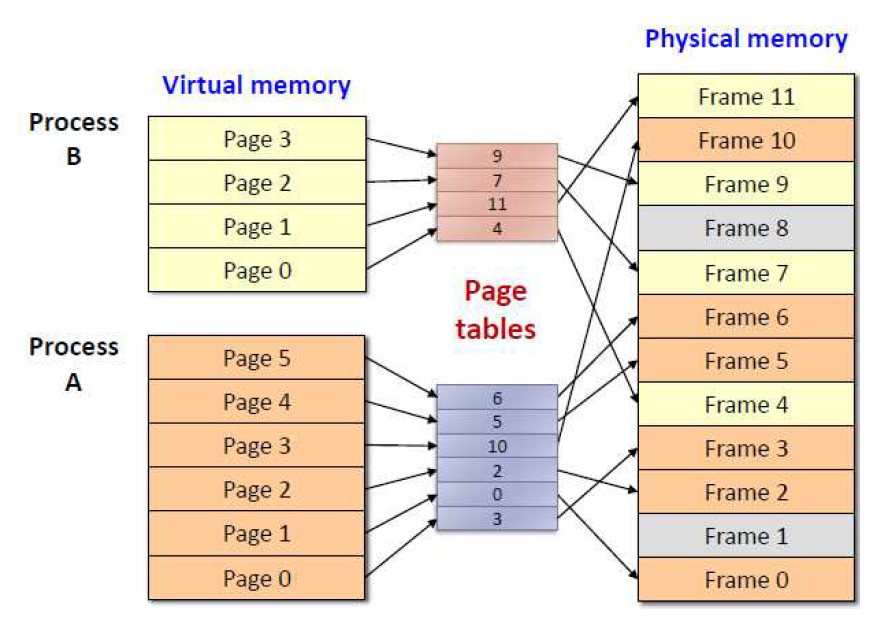 Physical memory
Virtual memory
Process
B
Page 3
Page 2
Page 1
Page 0
9
7
11
4
Page
tables
Process
A
Page 5
Page 4
Page 3
Page 2
Page 1
Page 0
6
5
10
2
0
3
Frame 11
Frame 10
Frame 9
Frame 8
Frame 7
Frame 6
Frame 5
Frame 4
Frame 3
Frame 2
Frame 1
Frame 0